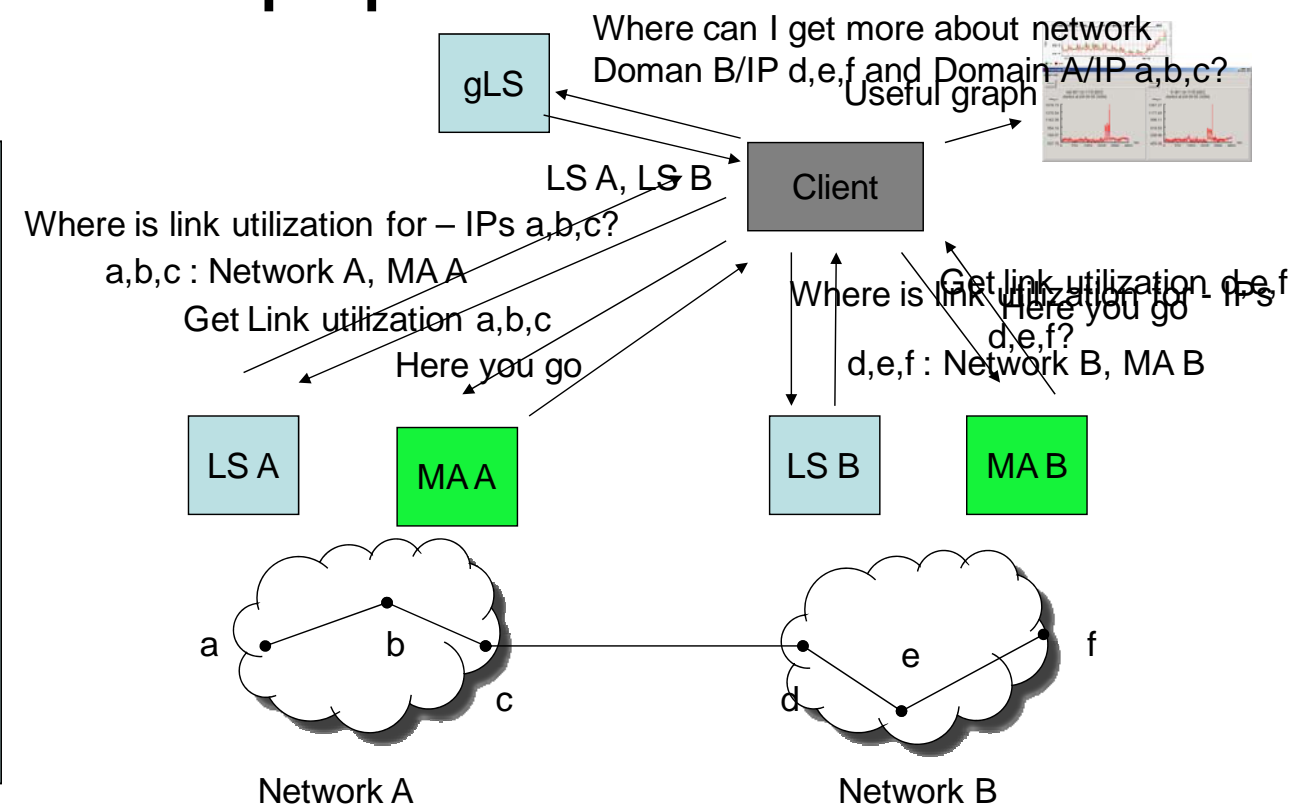 Where can I get more about network
Doman B/IP d,e,f and Domain A/IP a,b,c?
gLS
Useful graph
LS A, LS B
Client
Where is link utilization for – IPs a,b,c?
a,b,c : Network A, MA A
Get Link utilization a,b,c
Here you go
Get link utilization d,e,f
Where is link utilization for - IPs
d,e,f?
Here you go
d,e,f : Network B, MA B
LS A
MA A
LS B
MA B
a
b
c
d
e
f
Network A
Network B